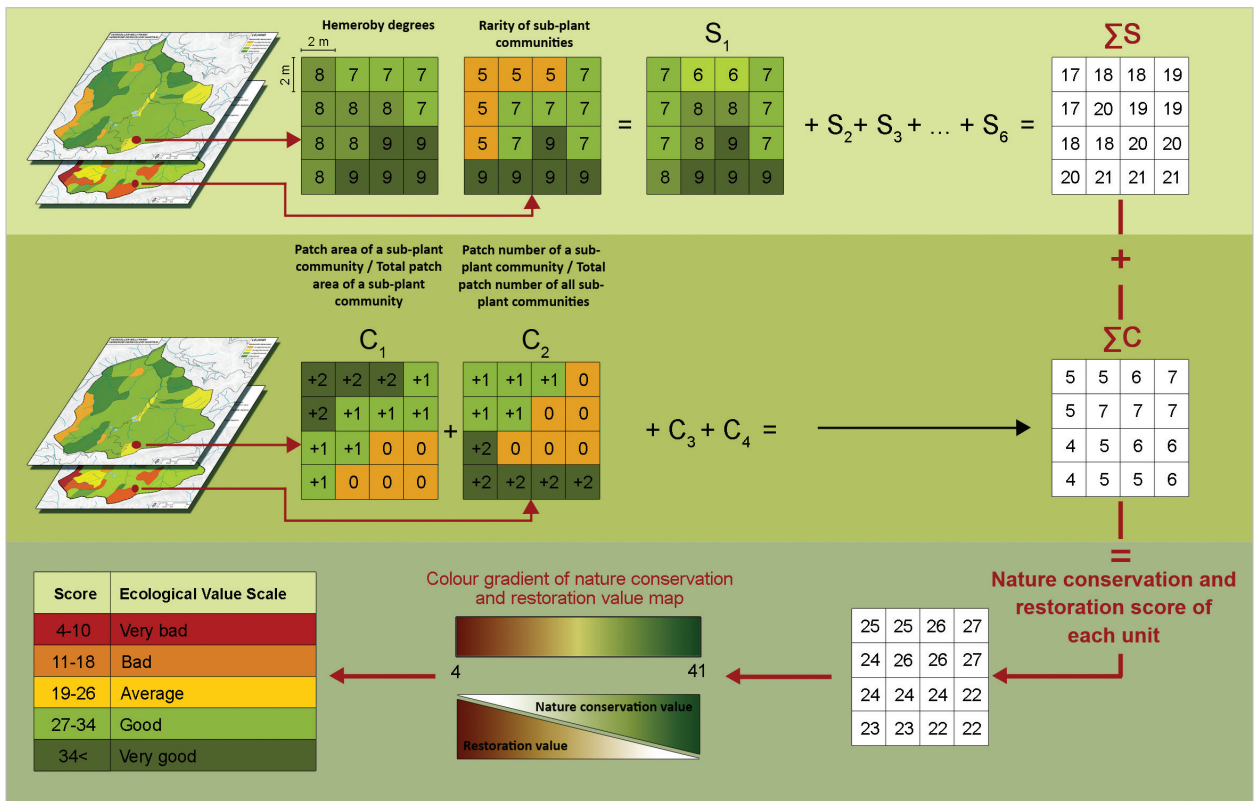 Hemeroby degrees
Rarity of sub-plant
communities
S1
∑S
2 m
2 m
8 7 7 7
8 8 8 7
8 8 9 9
8 9 9 9
5 5 5 7
5 7 7 7
5 7 9 7
9 9 9 9
=
7 6 6 7
7 8 8 7
7 8 9 7
8 9 9 9
+ S2 + S3 + ... + S6 =
17 18 18 19
17 20 19 19
18 18 20 20
20 21 21 21
+
Patch area of a sub-plant
community / Total patch
area of a sub-plant
community
Patch number of a sub-
plant community / Total
patch number of all sub-
plant communities
C1
C2
∑C
+2 +2 +2 +1
+2 +1 +1 +1
+1 +1 0 0
+1 0 0 0
+
+1 +1 +1 0
+1 +1 0 0
+2 0 0 0
+2 +2 +2 +2
+ C3 + C4 =
5 5 6 7
5 7 7 7
4 5 6 6
4 5 5 6
=
Nature conservation and
restoration score of
each unit
25 25 26 27
24 26 26 27
24 24 24 22
23 23 22 22
Colour gradient of nature conservation
and restoration value map
4 41
Nature conservation value
Restoration value
Score Ecological Value Scale
4-10 Very bad
11-18 Bad
19-26 Average
27-34 Good
34< Very good